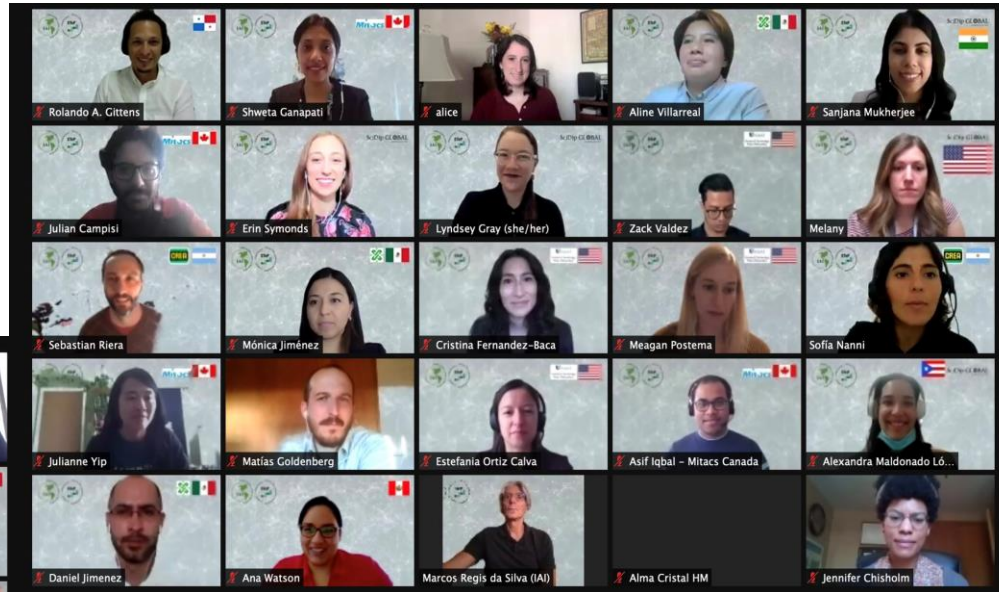 Rolando A. Gittens
Shweta Ganapati
alice
Aline Villarreal
Sanjana Mukherjee
Julian Campisi
Erin Symonds
Lyndsey Gray (she/her)
Zack Valdez
Melany
Sebastian Riera
Mónica Jiménez
Cristina Fernandez-Baca
Meagan Postema
Sofía Nanni
Julianne Yip
Matías Goldenberg
Estefania Ortiz Calva
Asif Iqbal - Mitacs Canada
Alexandra Maldonado Ló...
Daniel Jimenez
Ana Watson
Marcos Regis da Silva (IAI)
Alma Cristal HM
Jennifer Chisholm